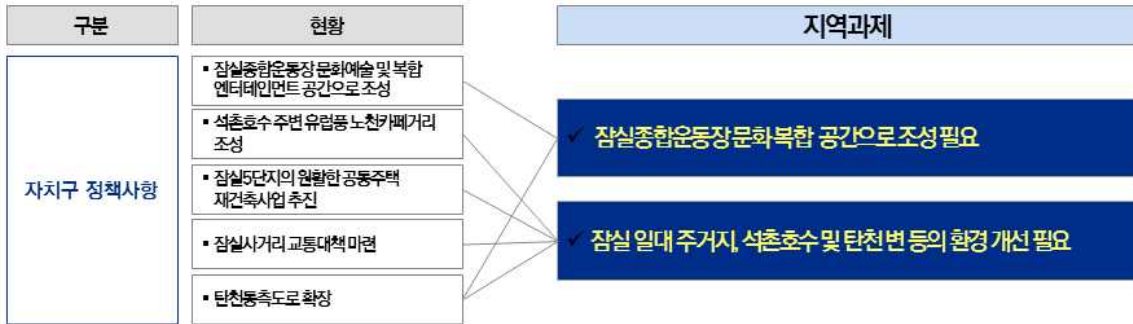 구분
현황
지역과제
자치구 정책사항
▪ 잠실종합운동장 문화예술 및 복합
엔터테인먼트 공간으로 조성
▪ 석촌호수 주변 유럽풍 노천카페거리
조성
▪ 잠실5단지의 원활한 공동주택
재건축사업 추진
▪ 잠실사거리 교통대책 마련
▪ 탄천동측도로 확장
✓ 잠실종합운동장 문화 복합 공간으로 조성 필요
✓ 잠실 일대 주거지, 석촌호수 및 탄천 변 등의 환경 개선 필요